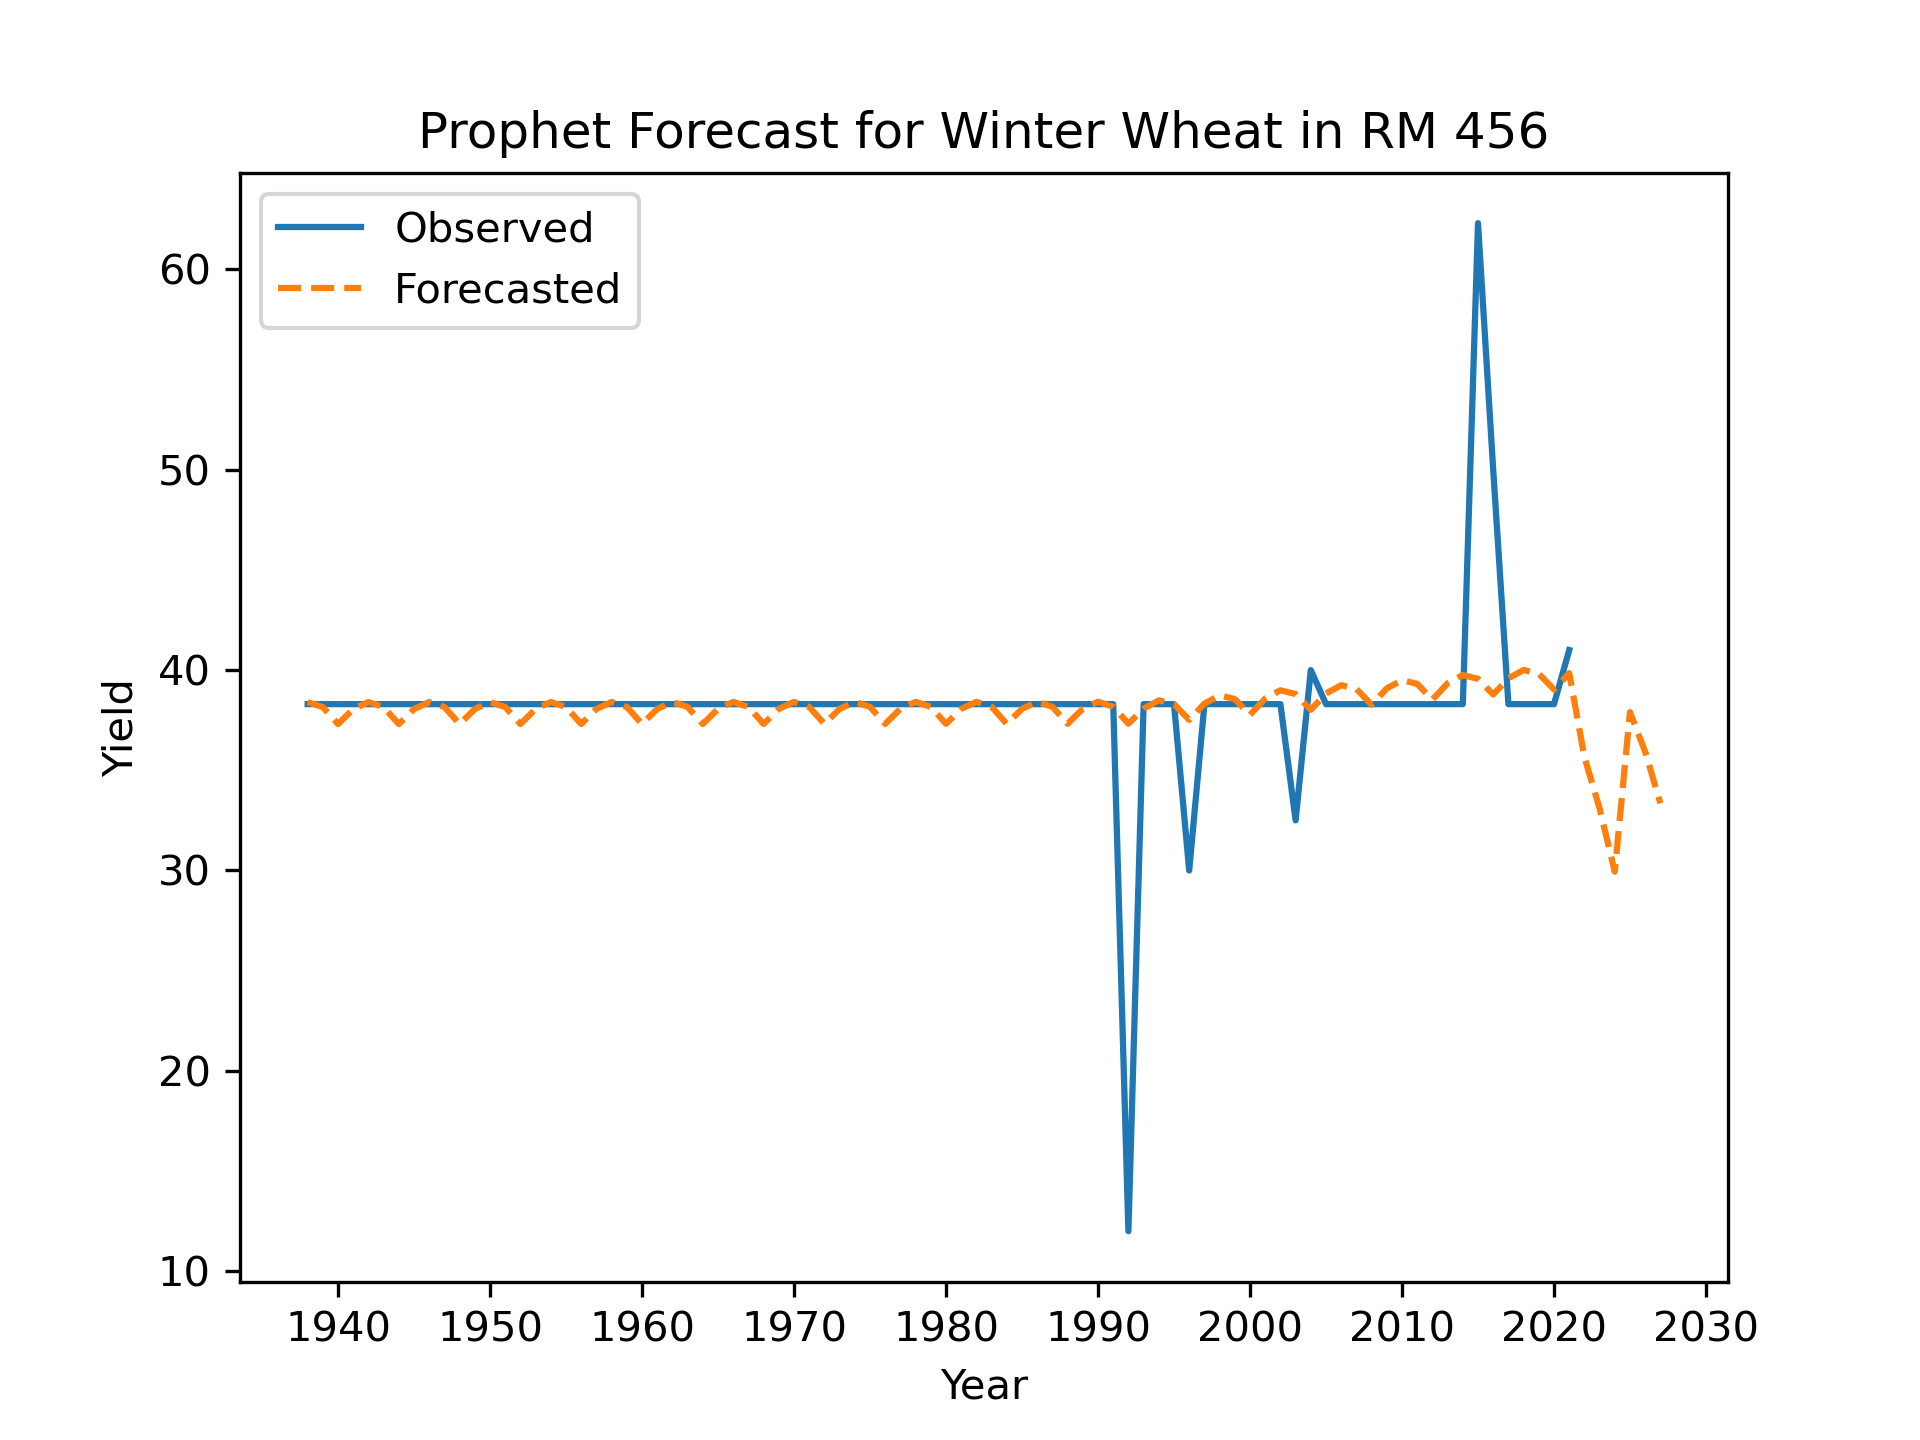 Prophet Forecast for Winter Wheat in RM 456
Observed
Forecasted
60
50
40
30
20
10
Yield
1940 1950 1960 1970 1980 1990 2000 2010 2020 2030
Year